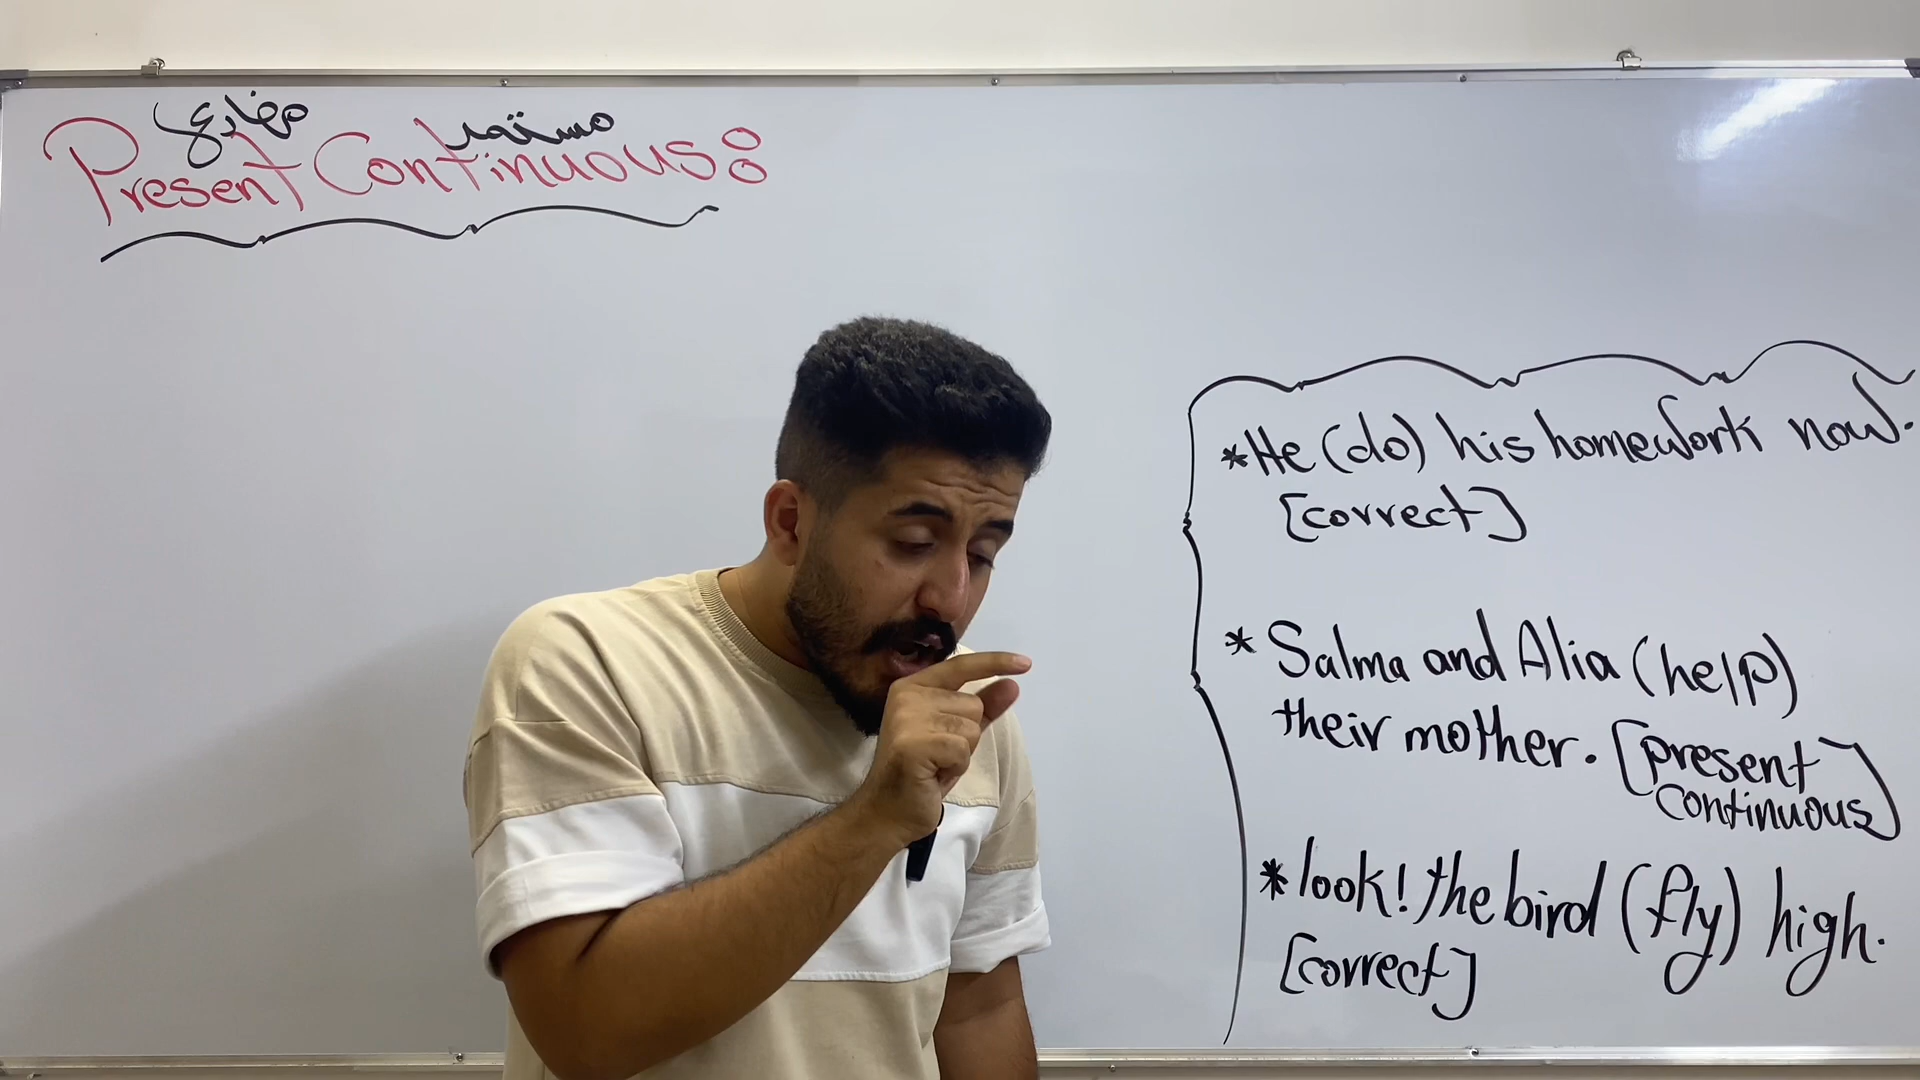 مضارع مستمر
Present Continuous:
*He (do) his homework now.
[correct]
* Salma and Alia (help)
their mother. [present
continuous]
*look! the bird (fly) high.
[correct]